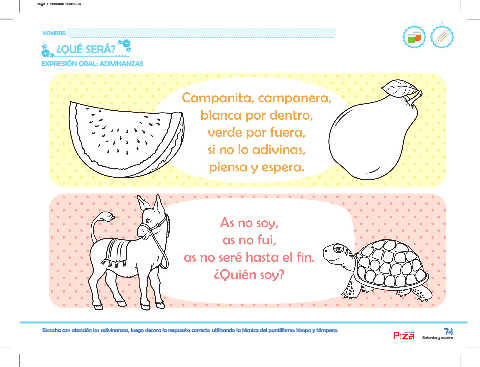 NOMBRE:
¿QUÉ SERÁ?
EXPRESIÓN ORAL: ADIVINANZAS
Campanita, campanera,
blanca por dentro,
verde por fuera,
si no lo adivinas,
piensa y espera.
As no soy,
as no fui,
as no seré hasta el fin.
¿Quién soy?
Escucha con atención las adivinanzas, luego decora la respuesta correcta utilizando la técnica del puntillismo: hisopo y témpera.
74